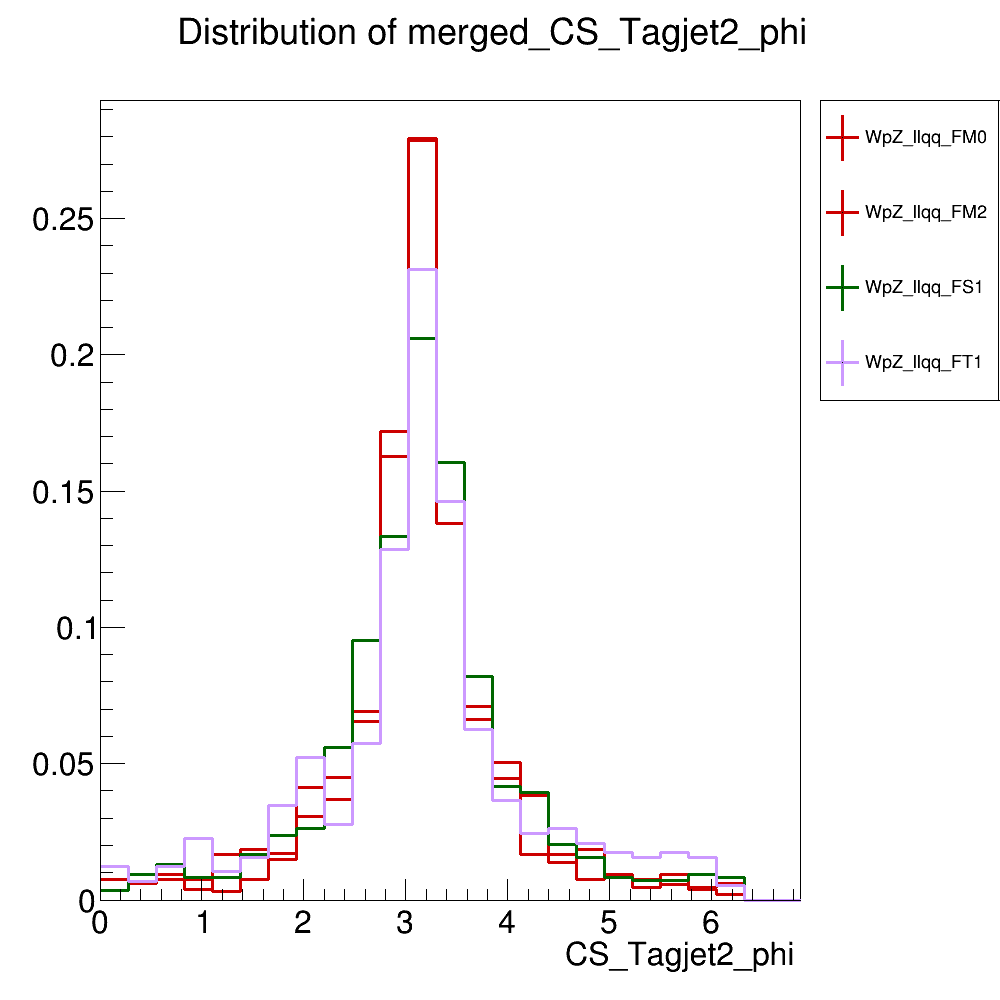 Distribution of merged_CS_Tagjet2_phi
WpZ_llqq_FM0
WpZ_llqq_FM2
WpZ_llqq_FS1
WpZ_llqq_FT1
0.25
0.2
0.15
0.1
0.05
0
0 1 2 3 4 5 6
CS_Tagjet2_phi